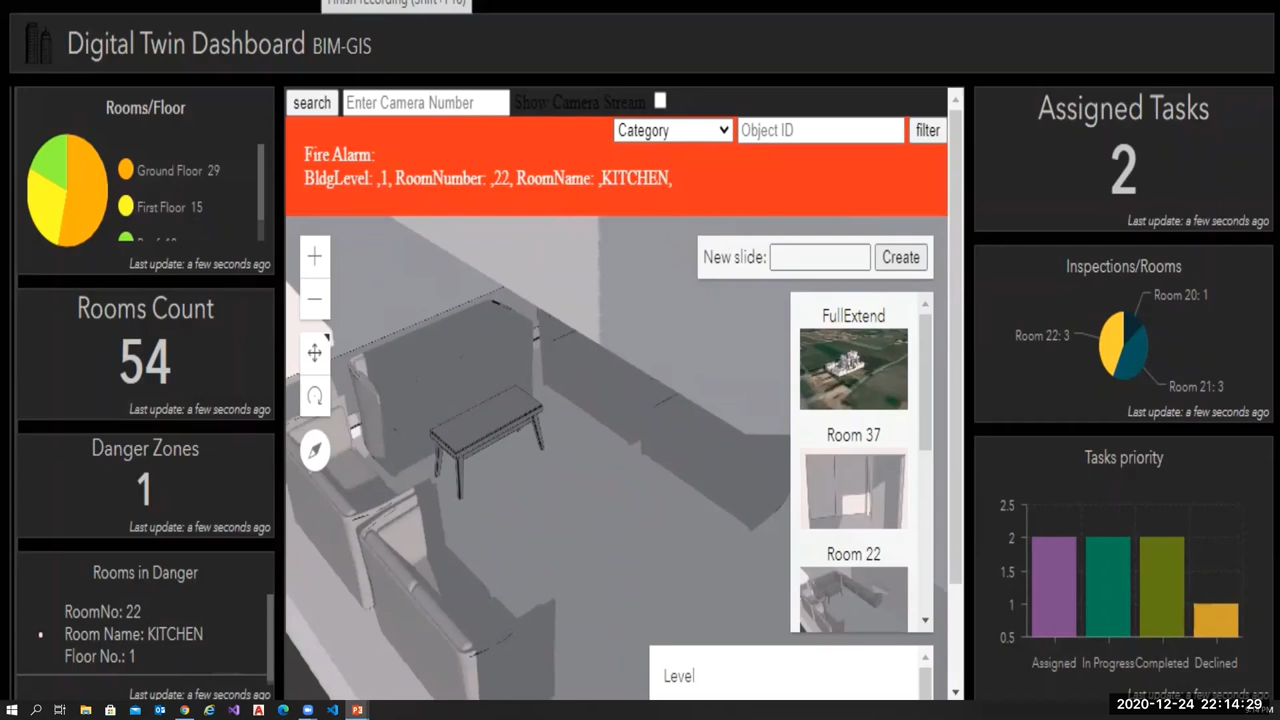 Finish recording (Shift+F10)
Digital Twin Dashboard BIM-GIS
Rooms/Floor
Ground Floor 29
First Floor 15
Last update: a few seconds ago
Rooms Count
54
Last update: a few seconds ago
Danger Zones
1
Last update: a few seconds ago
Rooms in Danger
RoomNo: 22
Room Name: KITCHEN
Floor No.: 1
Last update: a few seconds ago
search
Enter Camera Number
Show Camera Stream
Category
Object ID
filter
Fire Alarm:
BldgLevel: ,1, RoomNumber: ,22, RoomName: ,KITCHEN,
New slide:
Create
FullExtend
Room 37
Room 22
Level
Assigned Tasks
2
Last update: a few seconds ago
Inspections/Rooms
Room 20: 1
Room 22: 3
Room 21: 3
Last update: a few seconds ago
Tasks priority
2.5
2
1.5
1
0.5
Assigned
In Progress
Completed
Declined
2020-12-24 22:14:29